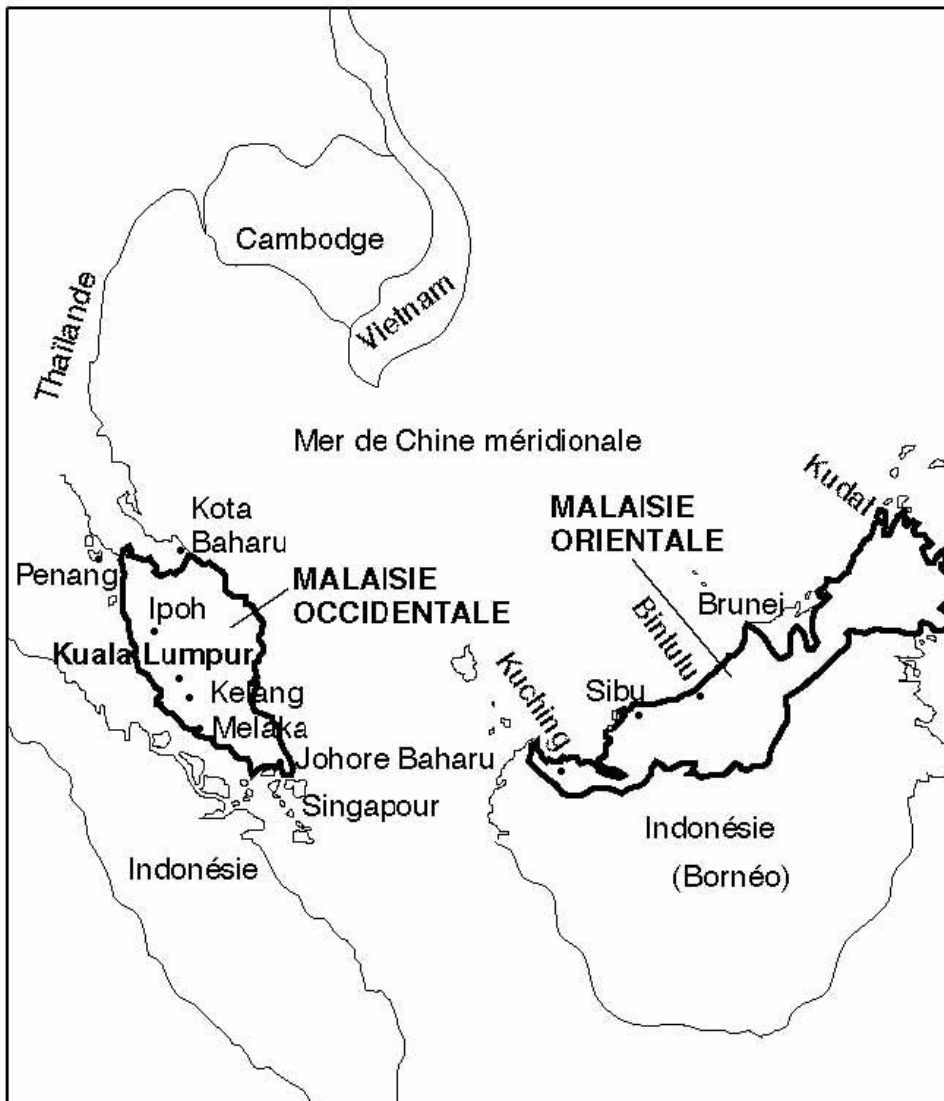 Cambodge
Vietnam
Thaïlande
Mer de Chine méridionale
Kudat
Kota
Baharu
MALAISIE
ORIENTALE
Penang
MALAISIE
OCCIDENTALE
Ipoh
Brunei
Bintulu
Kuala Lumpur
Kelang
Sibu
Kuching
Melaka
Johore Baharu
Singapour
Indonésie
(Bornéo)
Indonésie